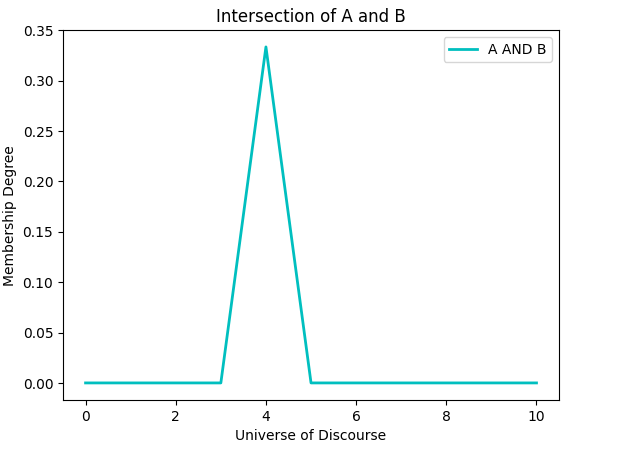 Intersection of A and B
A AND B
0.35
0.30
0.25
0.20
0.15
0.10
0.05
0.00
Membership Degree
0 2 4 6 8 10
Universe of Discourse